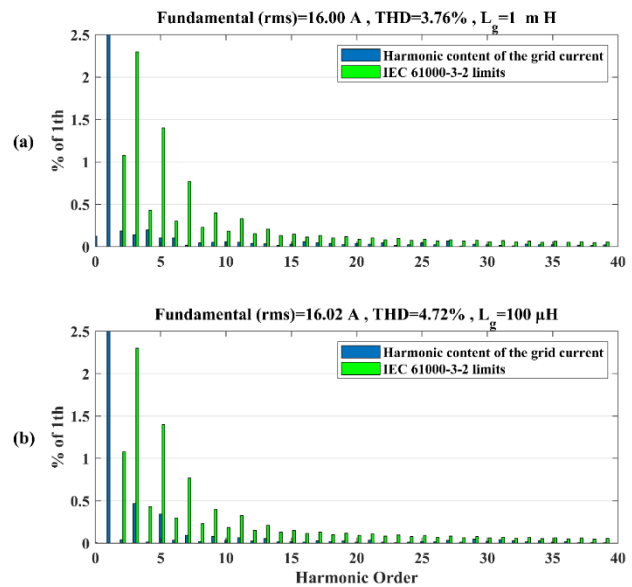 Fundamental (rms)=16.00 A , THD=3.76% , L_g=1 m H
2.5
2
1.5
1
0.5
0
% of 1th
(a)
Harmonic content of the grid current
IEC 61000-3-2 limits
0 5 10 15 20 25 30 35 40
Fundamental (rms)=16.02 A , THD=4.72% , L_g=100 µH
2.5
2
1.5
1
0.5
0
% of 1th
(b)
Harmonic content of the grid current
IEC 61000-3-2 limits
0 5 10 15 20 25 30 35 40
Harmonic Order